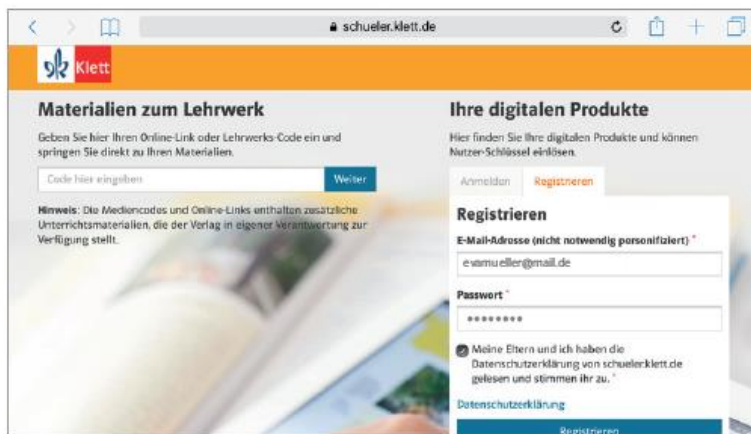 schueler.klett.de
Klett
Materialien zum Lehrwerk
Geben Sie hier Ihren Online-Link oder Lehrwerks-Code ein und
springen Sie direkt zu Ihren Materialien.
Code hier eingeben
Weiter
Hinweis: Die Mediencodes und Online-Links enthalten zusätzliche
Unterrichtsmaterialien, die der Verlag in eigener Verantwortung zur
Verfügung stellt.
Ihre digitalen Produkte
Hier finden Sie Ihre digitalen Produkte und können
Nutzer-Schlüssel einlösen.
Anmelden Registrieren
Registrieren
E-Mail-Adresse (nicht notwendig personifiziert) *
evamueller@mail.de
Passwort *
********
Meine Eltern und ich haben die
Datenschutzerklärung von schueler.klett.de
gelesen und stimmen ihr zu. *
Datenschutzerklärung
Registrieren